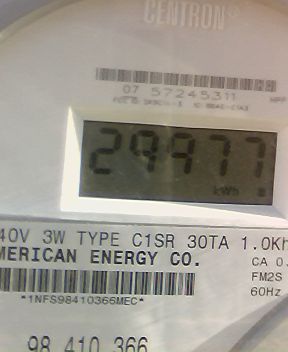 CENTRON®
07 57245311
29977
kWh
40V 3W TYPE C1SR 30TA 1.0Kh
MERICAN ENERGY CO.
CA 0.
FM2S
60Hz
*1NFS98410366MEC*
98 410 366